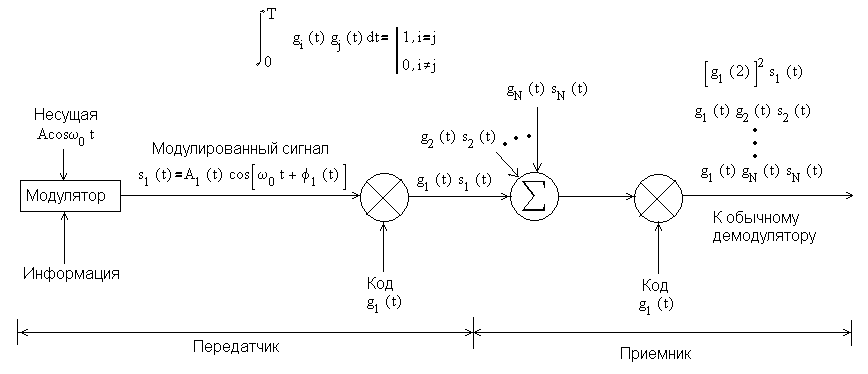 ∫₀ᵀ gᵢ (t) gⱼ (t) dt= | 1, i=j
0, i≠j
[g₁ (2)]² s₁ (t)
g₁ (t) g₂ (t) s₂ (t)
g₁ (t) g_N (t) s_N (t)
g_N (t) s_N (t)
g₂ (t) s₂ (t)
Несущая
Acosω₀ t
Модулированный сигнал
s₁ (t)=A₁ (t) cos[ω₀ t + ϕ₁ (t)]
g₁ (t) s₁ (t)
Модулятор
Σ
К обычному
демодулятору
Информация
Код
g₁ (t)
Код
g₁ (t)
Передатчик
Приемник